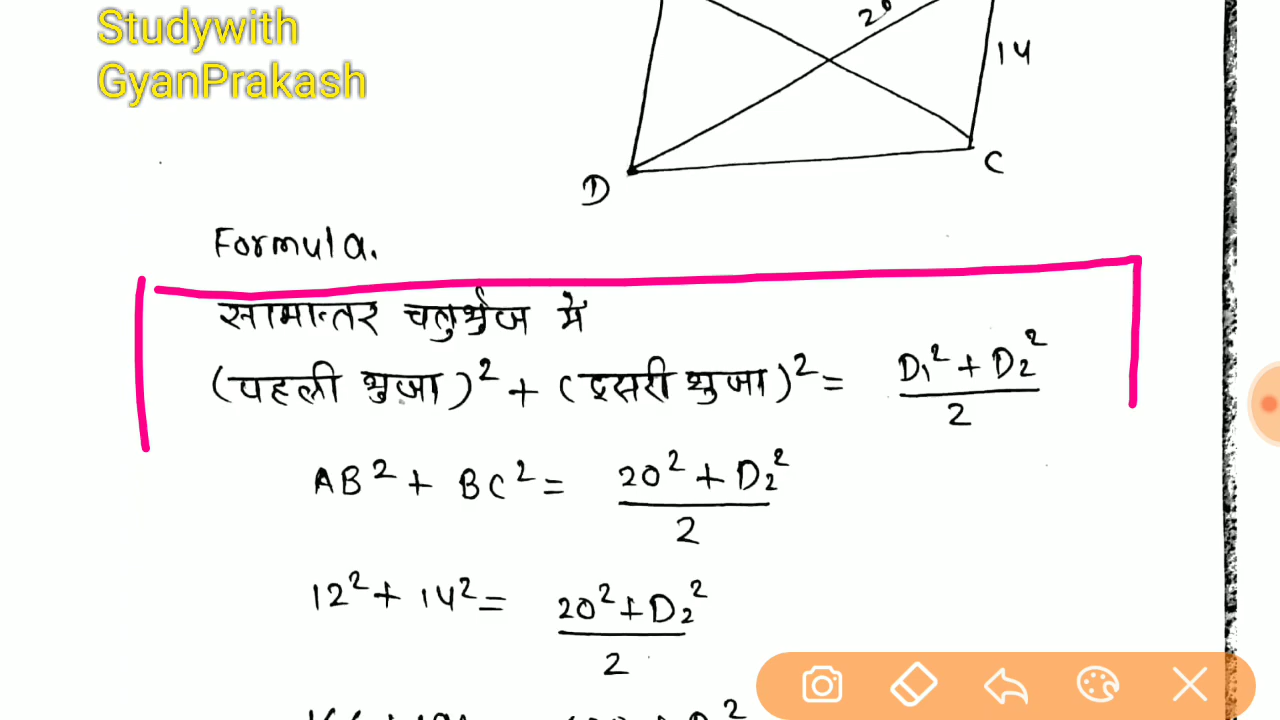 Studywith
GyanPrakash
20
14
D
C
Formula.
सामान्तर चतुर्भुज में
(पहली भुजा)² + (दूसरी भुजा)² = D₁² + D₂² / 2
AB² + BC² = 20² + D₂² / 2
12² + 14² = 20² + D₂² / 2